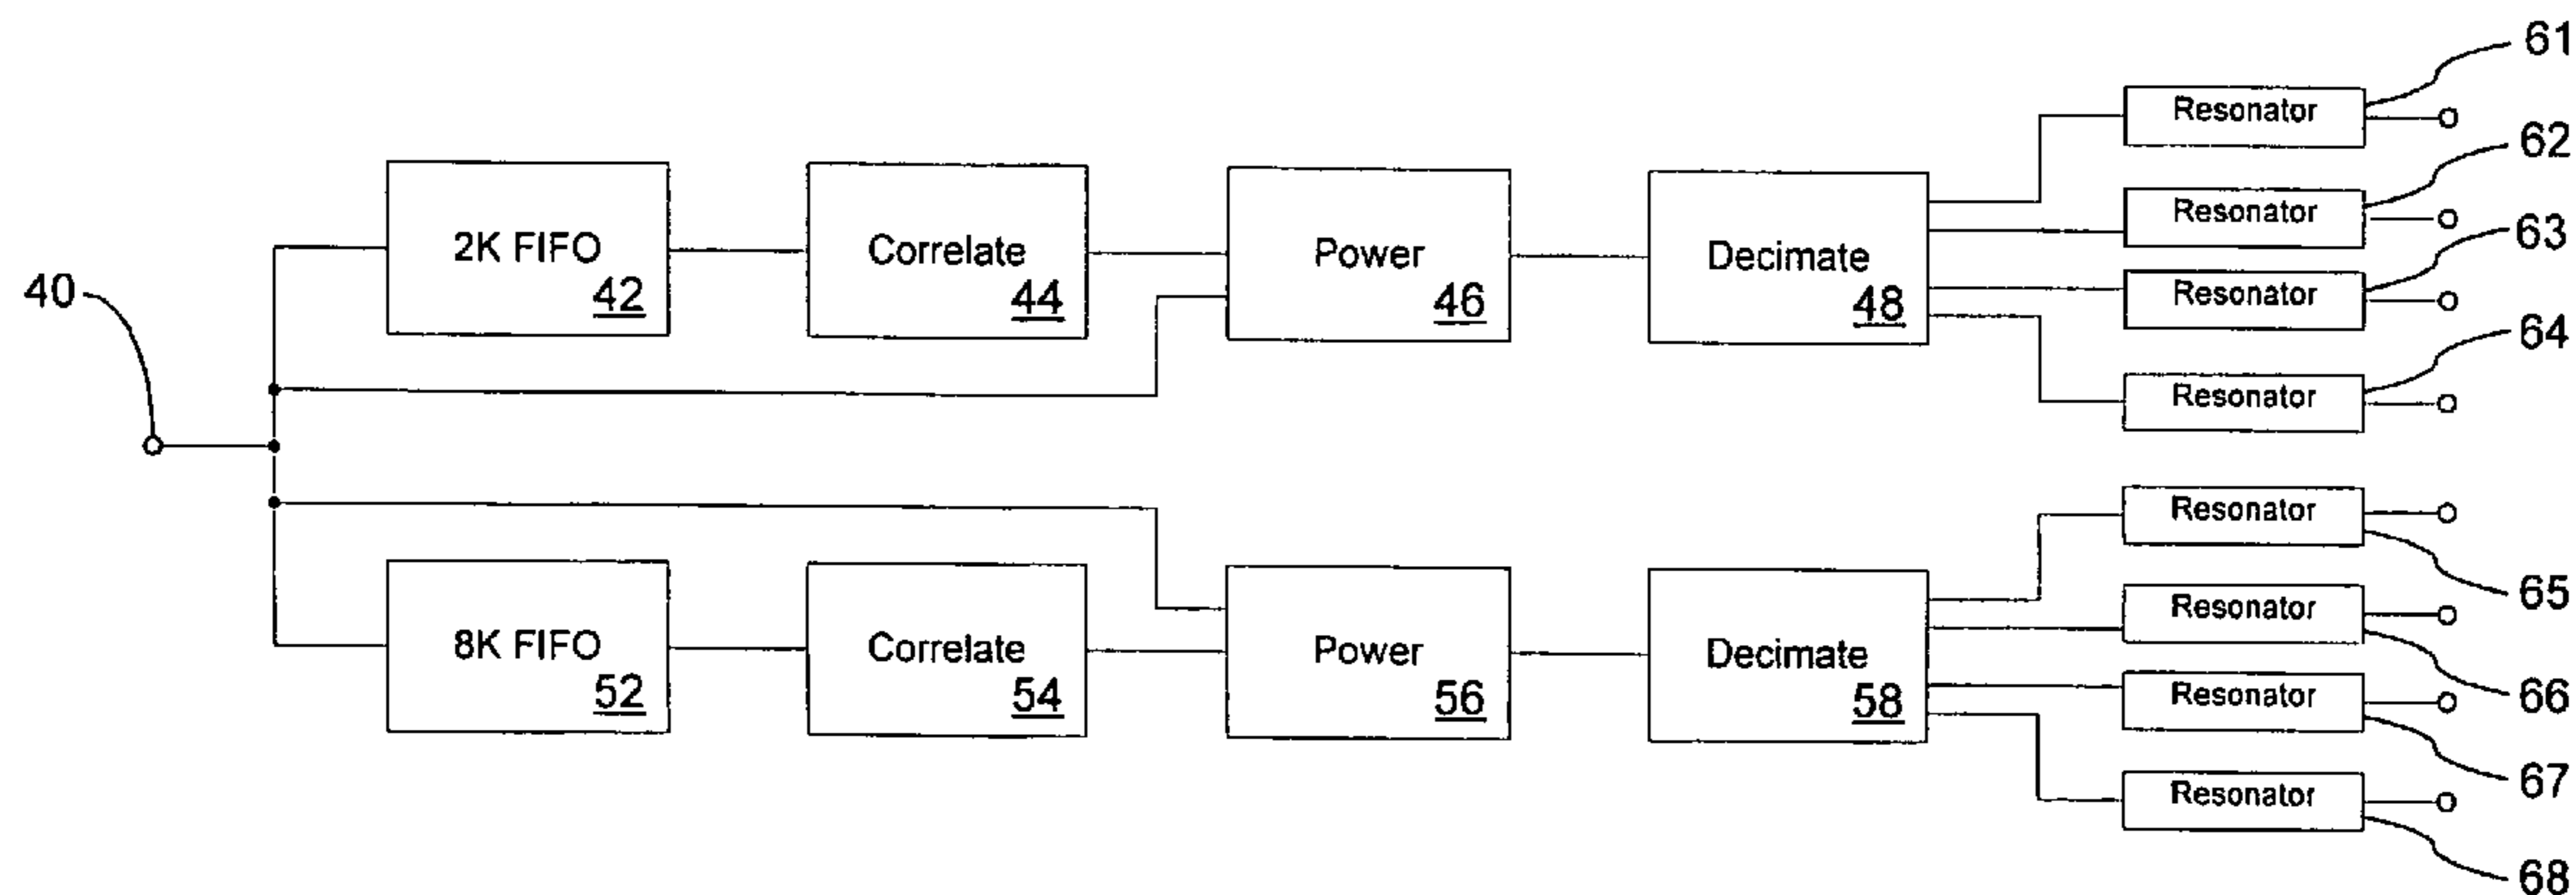 61
Resonator
62
Resonator
63
Resonator
64
Resonator
2K FIFO
42
Correlate
44
Power
46
Decimate
48
40
Resonator
65
Resonator
66
Resonator
67
Resonator
68
8K FIFO
52
Correlate
54
Power
56
Decimate
58